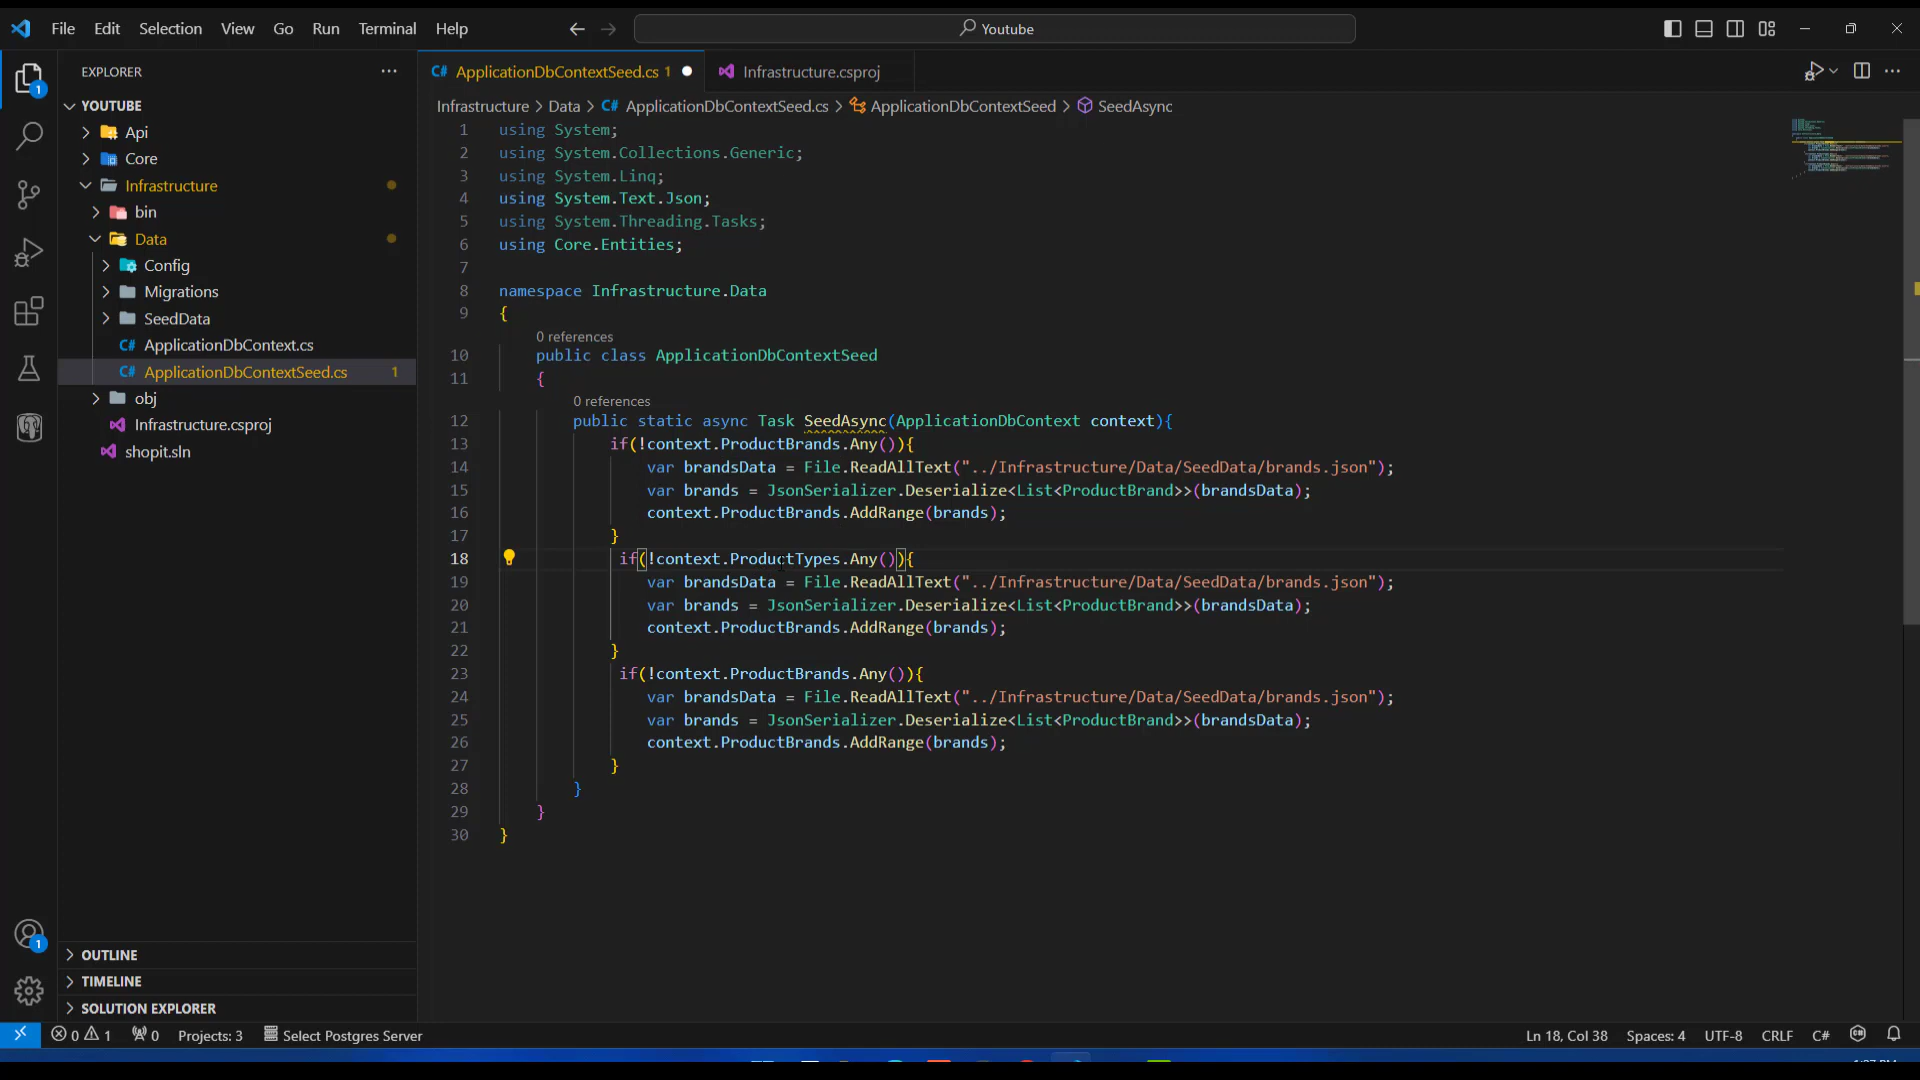 File Edit Selection View Go Run Terminal Help
Youtube
EXPLORER
ApplicationDbContextSeed.cs 1
Infrastructure.csproj
YOUTUBE
Infrastructure > Data > ApplicationDbContextSeed.cs > ApplicationDbContextSeed > SeedAsync
Api
Core
Infrastructure
bin
Data
Config
Migrations
SeedData
ApplicationDbContext.cs
ApplicationDbContextSeed.cs 1
obj
Infrastructure.csproj
shopit.sln
1 using System;
2 using System.Collections.Generic;
3 using System.Linq;
4 using System.Text.Json;
5 using System.Threading.Tasks;
6 using Core.Entities;
7
8 namespace Infrastructure.Data
9 {
0 references
10 public class ApplicationDbContextSeed
11 {
0 references
12 public static async Task SeedAsync(ApplicationDbContext context){
13 if(!context.ProductBrands.Any()){
14 var brandsData = File.ReadAllText("../Infrastructure/Data/SeedData/brands.json");
15 var brands = JsonSerializer.Deserialize<List<ProductBrand>>(brandsData);
16 context.ProductBrands.AddRange(brands);
17 }
18 if(!context.ProductTypes.Any()){
19 var brandsData = File.ReadAllText("../Infrastructure/Data/SeedData/brands.json");
20 var brands = JsonSerializer.Deserialize<List<ProductBrand>>(brandsData);
21 context.ProductBrands.AddRange(brands);
22 }
23 if(!context.ProductBrands.Any()){
24 var brandsData = File.ReadAllText("../Infrastructure/Data/SeedData/brands.json");
25 var brands = JsonSerializer.Deserialize<List<ProductBrand>>(brandsData);
26 context.ProductBrands.AddRange(brands);
27 }
28 }
29 }
30 }
1
1
OUTLINE
TIMELINE
SOLUTION EXPLORER
0 1 0 Projects: 3 Select Postgres Server
Ln 18, Col 38 Spaces: 4 UTF-8 CRLF C#